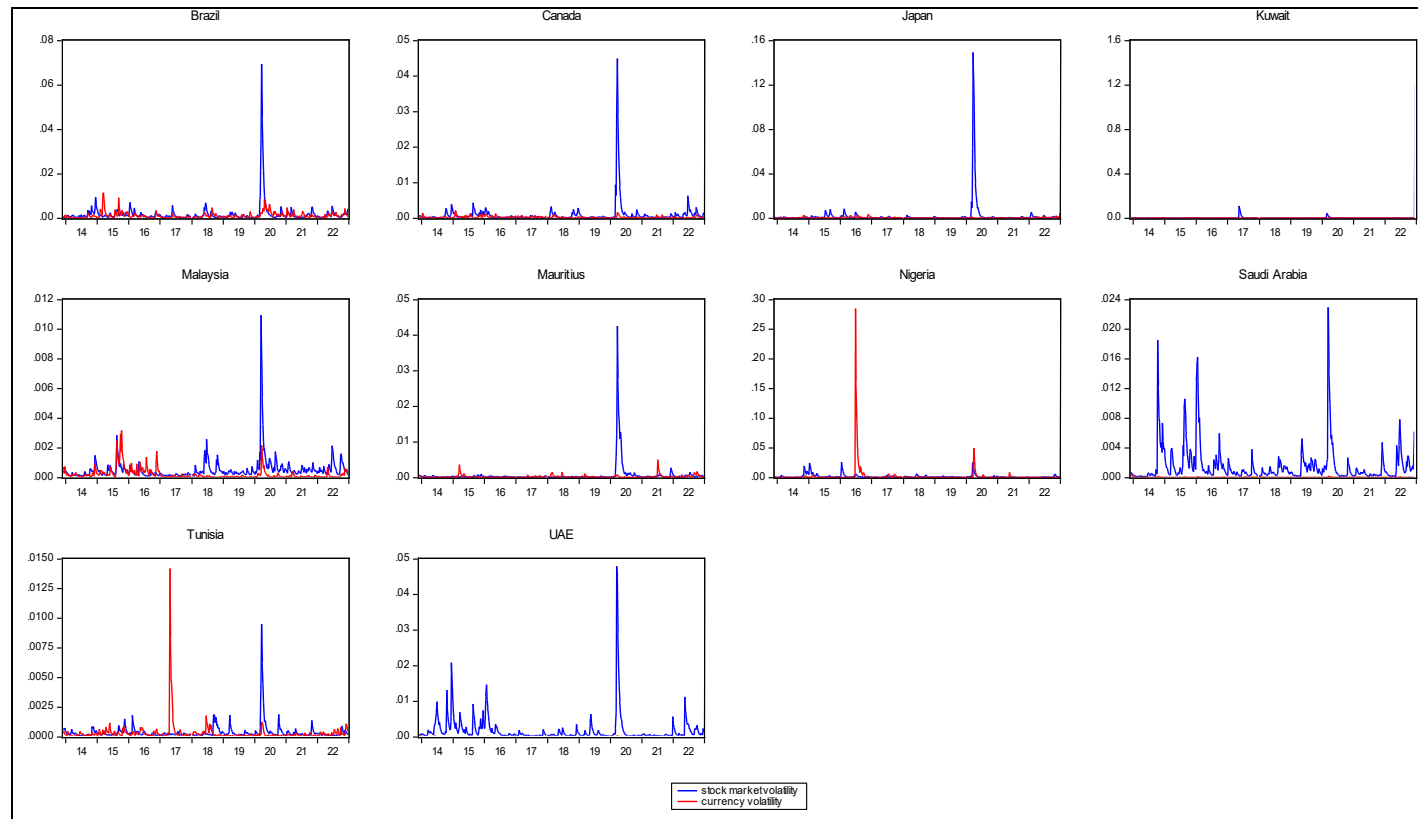 Brazil
.08
.06
.04
.02
.00
14 15 16 17 18 19 20 21 22
Canada
.05
.04
.03
.02
.01
.00
14 15 16 17 18 19 20 21 22
Japan
.16
.12
.08
.04
.00
14 15 16 17 18 19 20 21 22
Kuwait
1.6
1.2
0.8
0.4
0.0
14 15 16 17 18 19 20 21 22
Malaysia
.012
.010
.008
.006
.004
.002
.000
14 15 16 17 18 19 20 21 22
Mauritius
.05
.04
.03
.02
.01
.00
14 15 16 17 18 19 20 21 22
Nigeria
.30
.25
.20
.15
.10
.05
.00
14 15 16 17 18 19 20 21 22
Saudi Arabia
.024
.020
.016
.012
.008
.004
.000
14 15 16 17 18 19 20 21 22
Tunisia
.0150
.0125
.0100
.0075
.0050
.0025
.0000
14 15 16 17 18 19 20 21 22
UAE
.05
.04
.03
.02
.01
.00
14 15 16 17 18 19 20 21 22
stock market volatility
currency volatility